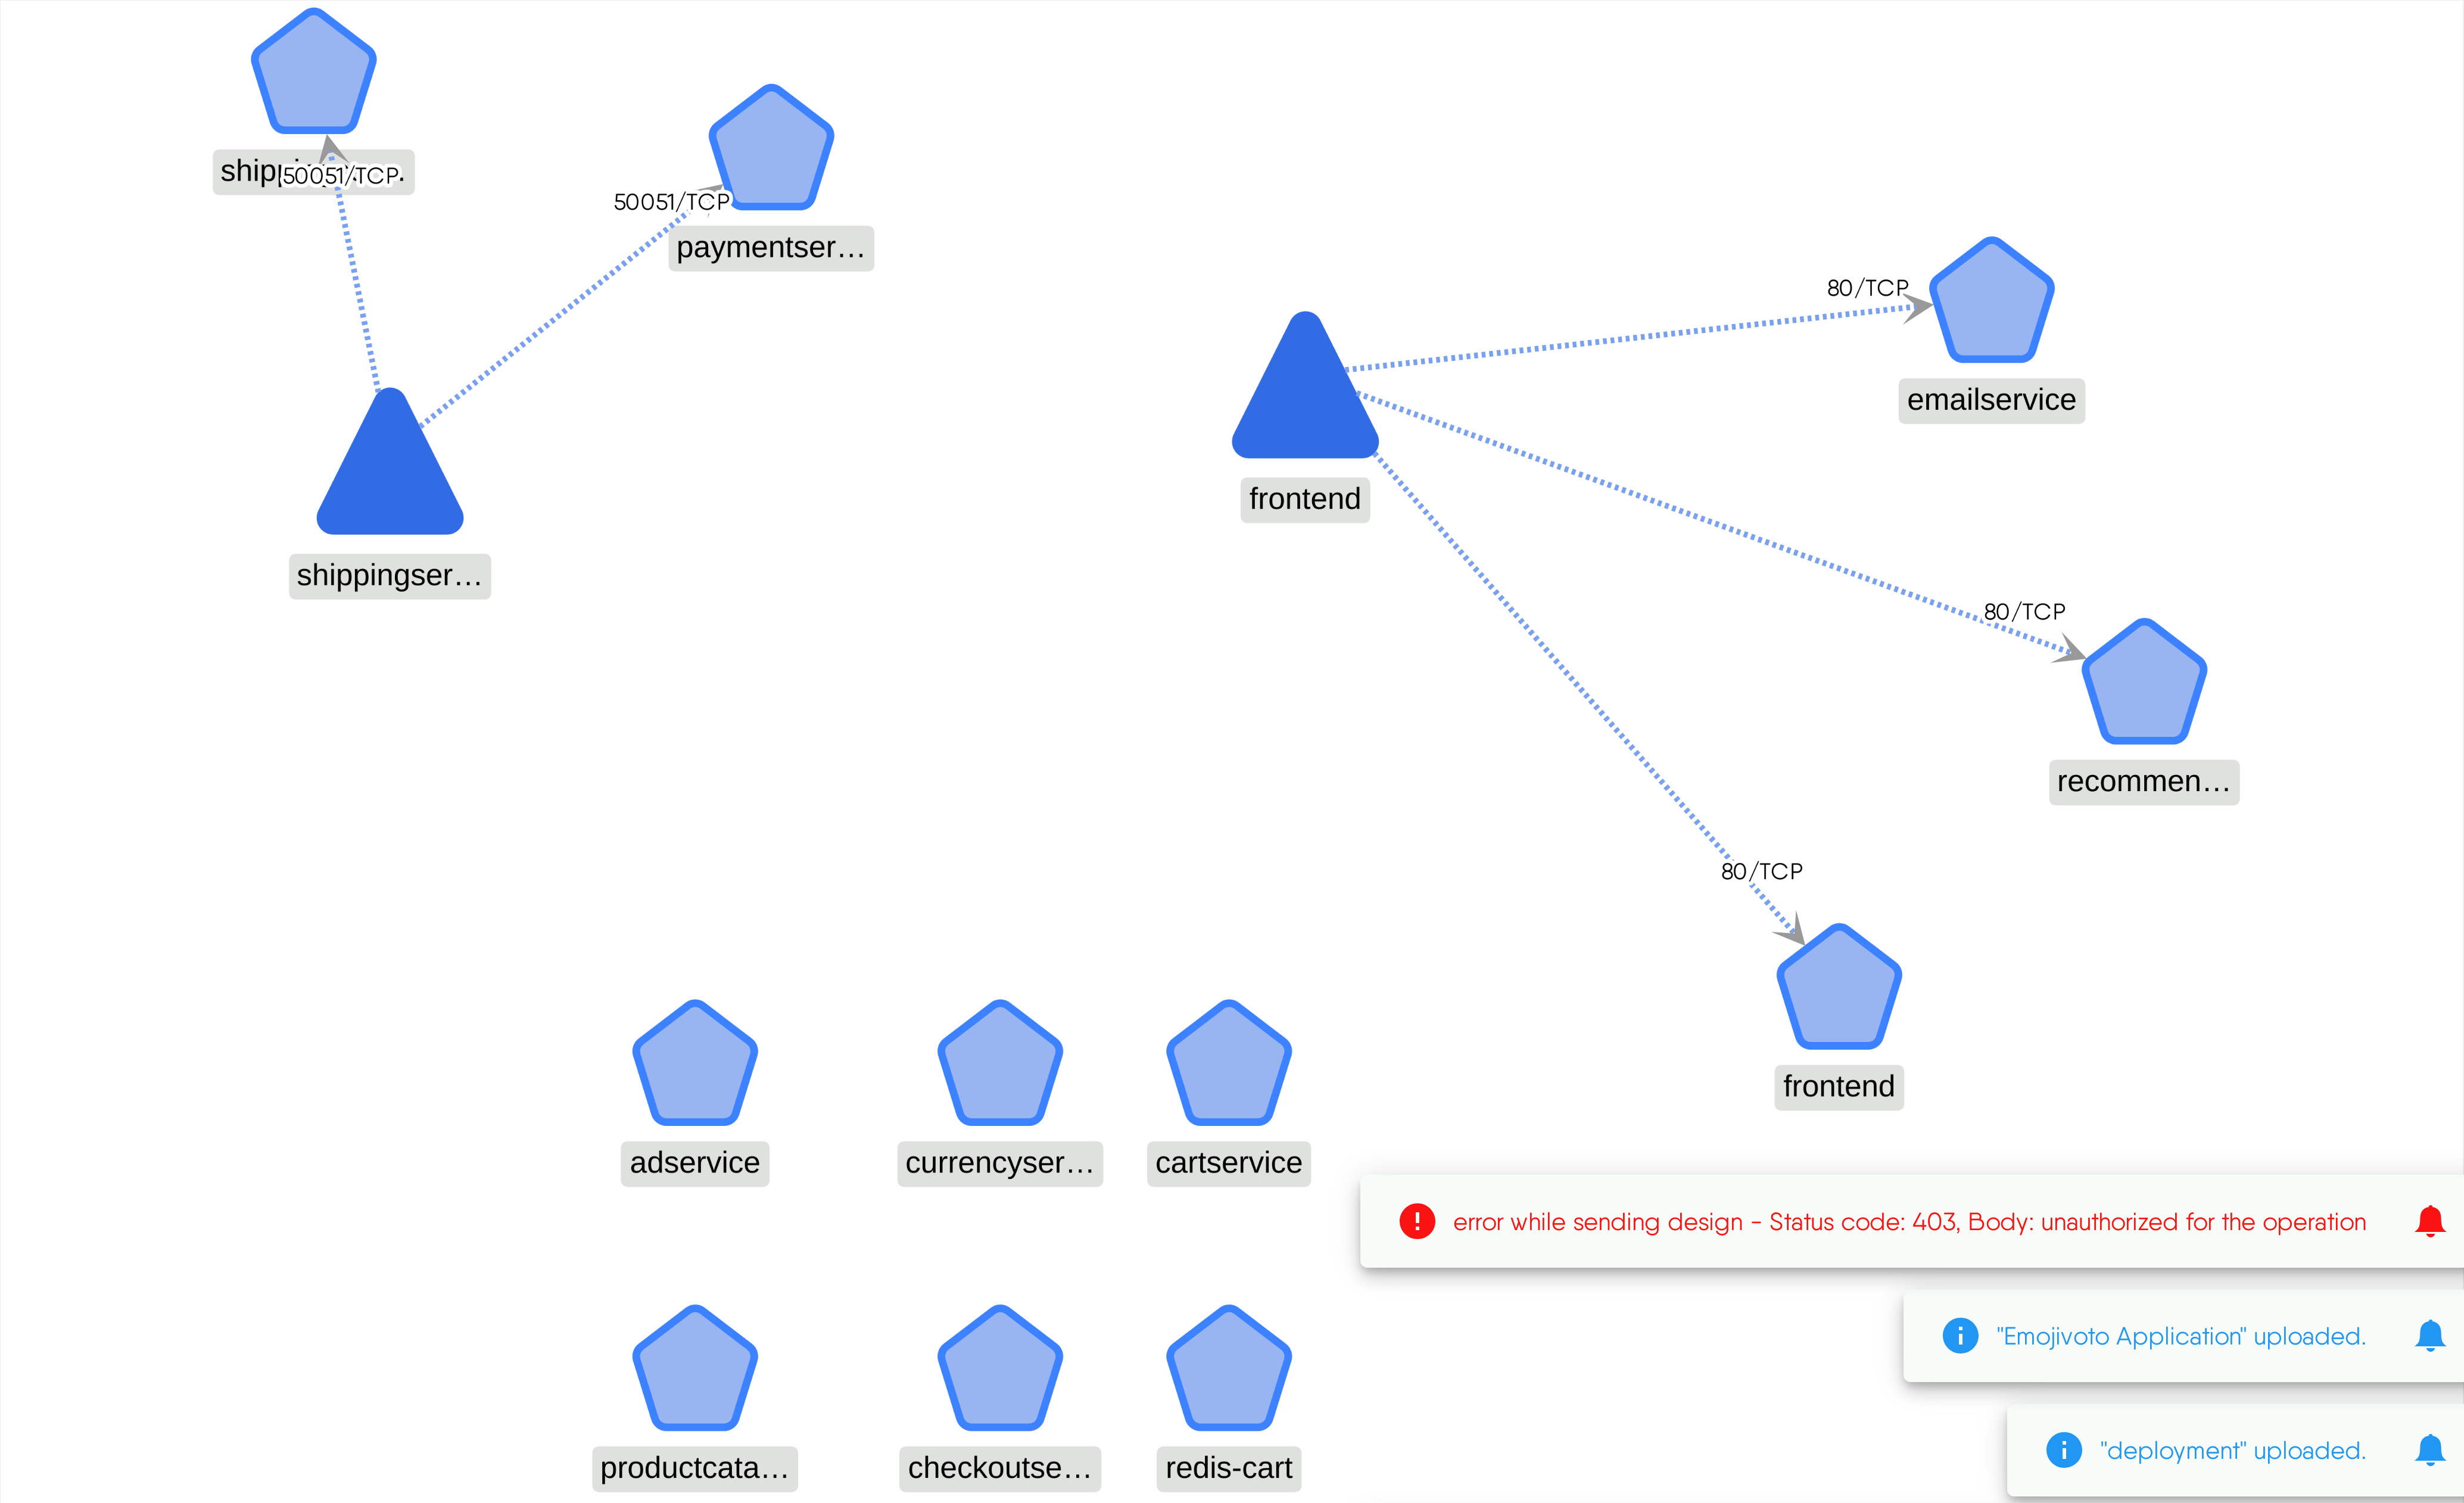 50051/TCP
50051/TCP
paymentser…
80/TCP
emailservice
frontend
shippingser…
80/TCP
recommen…
80/TCP
frontend
adservice
currencyser…
cartservice
error while sending design - Status code: 403, Body: unauthorized for the operation
"Emojivoto Application" uploaded.
"deployment" uploaded.
productcata…
checkoutse…
redis-cart